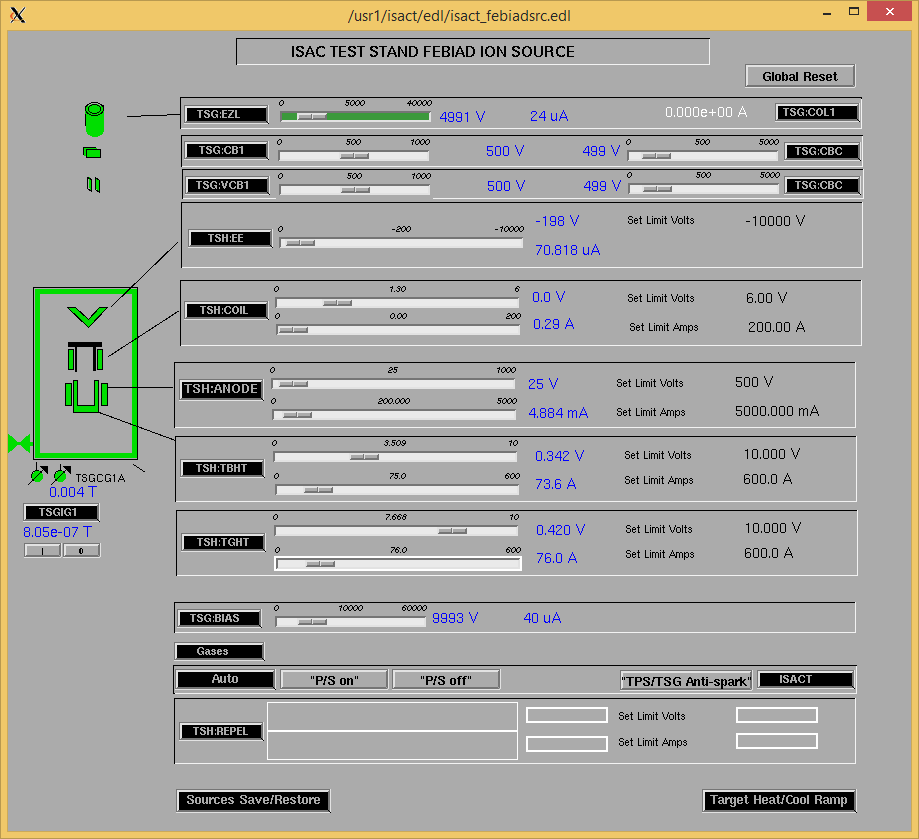 /usr1/isact/edl/isact_febiadsrc.edl
ISAC TEST STAND FEBIAD ION SOURCE
Global Reset
0 5000 40000
TSG:EZL 4991 V 24 uA 0.000e+00 A TSG:COL1
0 500 1000 0 500 5000
TSG:CB1 500 V 499 V TSG:CBC
0 500 1000 0 500 5000
TSG:VCB1 500 V 499 V TSG:CBC
-198 V Set Limit Volts -10000 V
0 -200 -10000
TSH:EE
70.818 uA
0 1.30 6
0.0 V Set Limit Volts 6.00 V
TSH:COIL
0 0.00 200
0.29 A Set Limit Amps 200.00 A
0 25 1000
25 V Set Limit Volts 500 V
TSH:ANODE
0 200.000 5000
4.884 mA Set Limit Amps 5000.000 mA
0 3.509 10
0.342 V Set Limit Volts 10.000 V
TSH:TBHT
0 75.0 600
73.6 A Set Limit Amps 600.0 A
TSGCG1A
0.004 T
TSGIG1
8.05e-07 T
I 0
0 7.668 10
0.420 V Set Limit Volts 10.000 V
TSH:TGHT
0 76.0 600
76.0 A Set Limit Amps 600.0 A
0 10000 60000
TSG:BIAS 9993 V 40 uA
Gases
Auto "P/S on" "P/S off" "TPS/TSG Anti-spark" ISACT
Set Limit Volts
TSH:REPEL
Set Limit Amps
Sources Save/Restore Target Heat/Cool Ramp